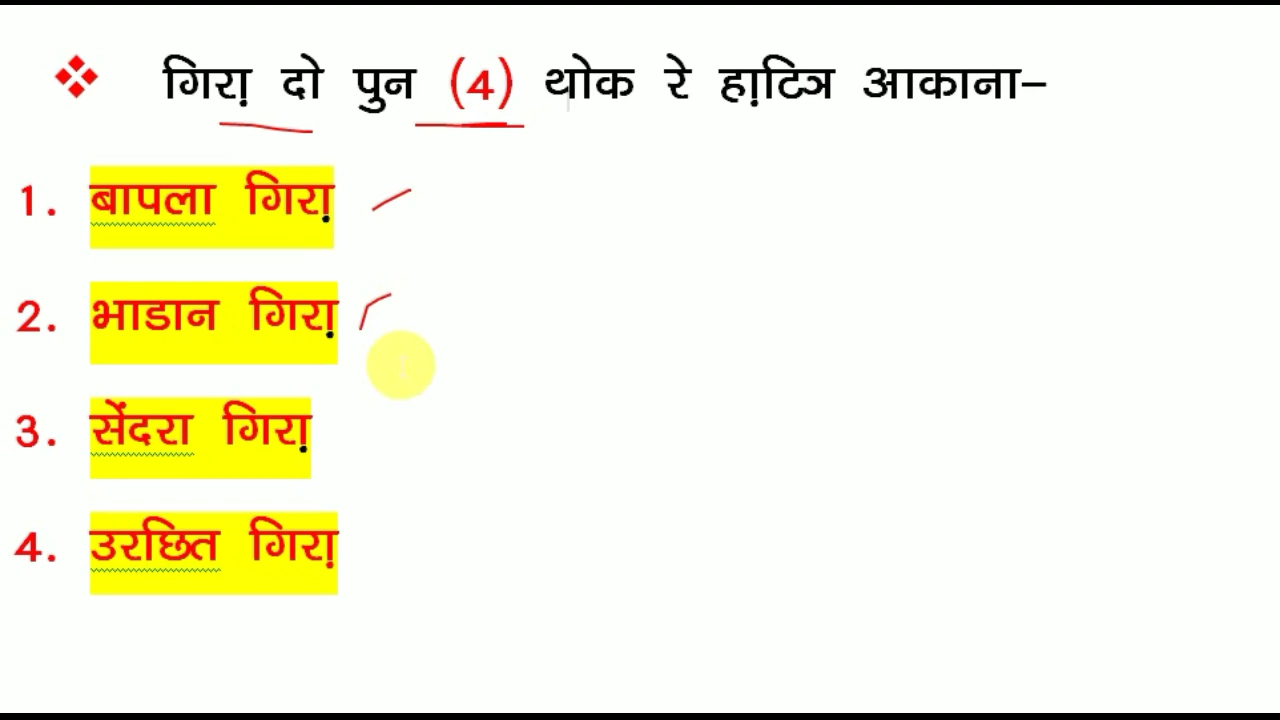 ❖ गिरा़ दो पुन (4) थोक रे हा़टिञ आकाना–
1. बापला गिरा़
2. भाडान गिरा़
3. सेंदरा गिरा़
4. उरछित गिरा़